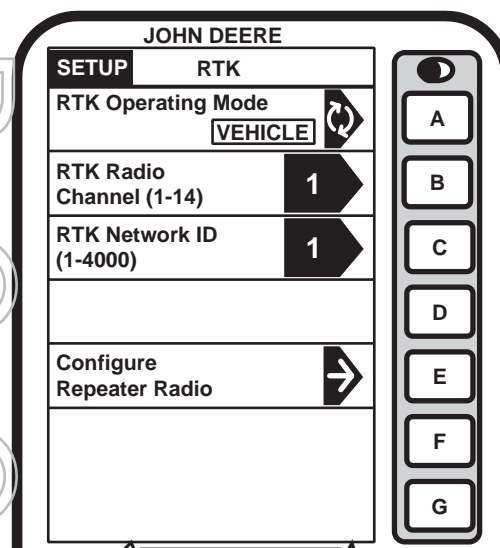 JOHN DEERE
SETUP RTK
RTK Operating Mode
VEHICLE
RTK Radio
Channel (1-14)
1
RTK Network ID
(1-4000)
1
Configure
Repeater Radio
A
B
C
D
E
F
G